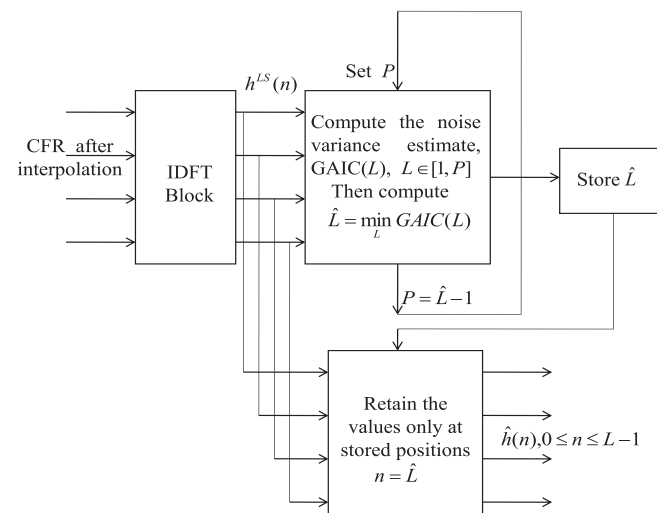 Set P
h^{LS}(n)
CFR after
interpolation
IDFT
Block
Compute the noise
variance estimate,
GAIC(L), L∈[1, P]
Then compute
L̂ = min_L GAIC(L)
Store L̂
P = L̂−1
Retain the
values only at
stored positions
n = L̂
ĥ(n), 0 ≤ n ≤ L−1